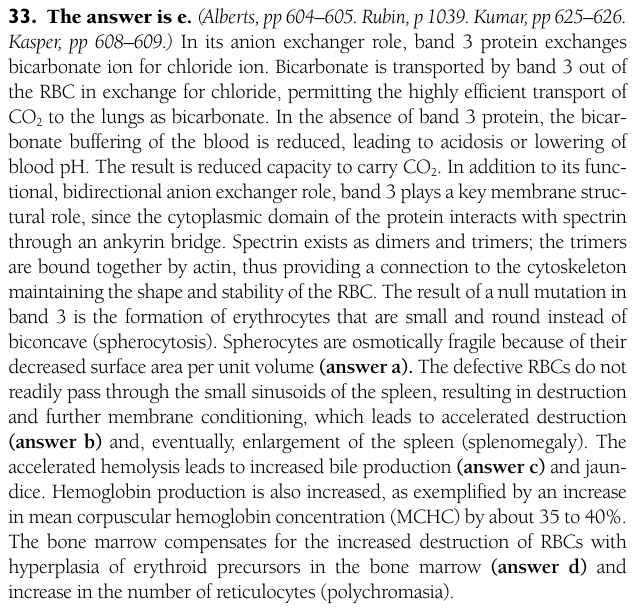 33. The answer is e. (Alberts, pp 604–605. Rubin, p 1039. Kumar, pp 625–626.
Kasper, pp 608–609.) In its anion exchanger role, band 3 protein exchanges
bicarbonate ion for chloride ion. Bicarbonate is transported by band 3 out of
the RBC in exchange for chloride, permitting the highly efficient transport of
CO₂ to the lungs as bicarbonate. In the absence of band 3 protein, the bicar-
bonate buffering of the blood is reduced, leading to acidosis or lowering of
blood pH. The result is reduced capacity to carry CO₂. In addition to its func-
tional, bidirectional anion exchanger role, band 3 plays a key membrane struc-
tural role, since the cytoplasmic domain of the protein interacts with spectrin
through an ankyrin bridge. Spectrin exists as dimers and trimers; the trimers
are bound together by actin, thus providing a connection to the cytoskeleton
maintaining the shape and stability of the RBC. The result of a null mutation in
band 3 is the formation of erythrocytes that are small and round instead of
biconcave (spherocytosis). Spherocytes are osmotically fragile because of their
decreased surface area per unit volume (answer a). The defective RBCs do not
readily pass through the small sinusoids of the spleen, resulting in destruction
and further membrane conditioning, which leads to accelerated destruction
(answer b) and, eventually, enlargement of the spleen (splenomegaly). The
accelerated hemolysis leads to increased bile production (answer c) and jaun-
dice. Hemoglobin production is also increased, as exemplified by an increase
in mean corpuscular hemoglobin concentration (MCHC) by about 35 to 40%.
The bone marrow compensates for the increased destruction of RBCs with
hyperplasia of erythroid precursors in the bone marrow (answer d) and
increase in the number of reticulocytes (polychromasia).